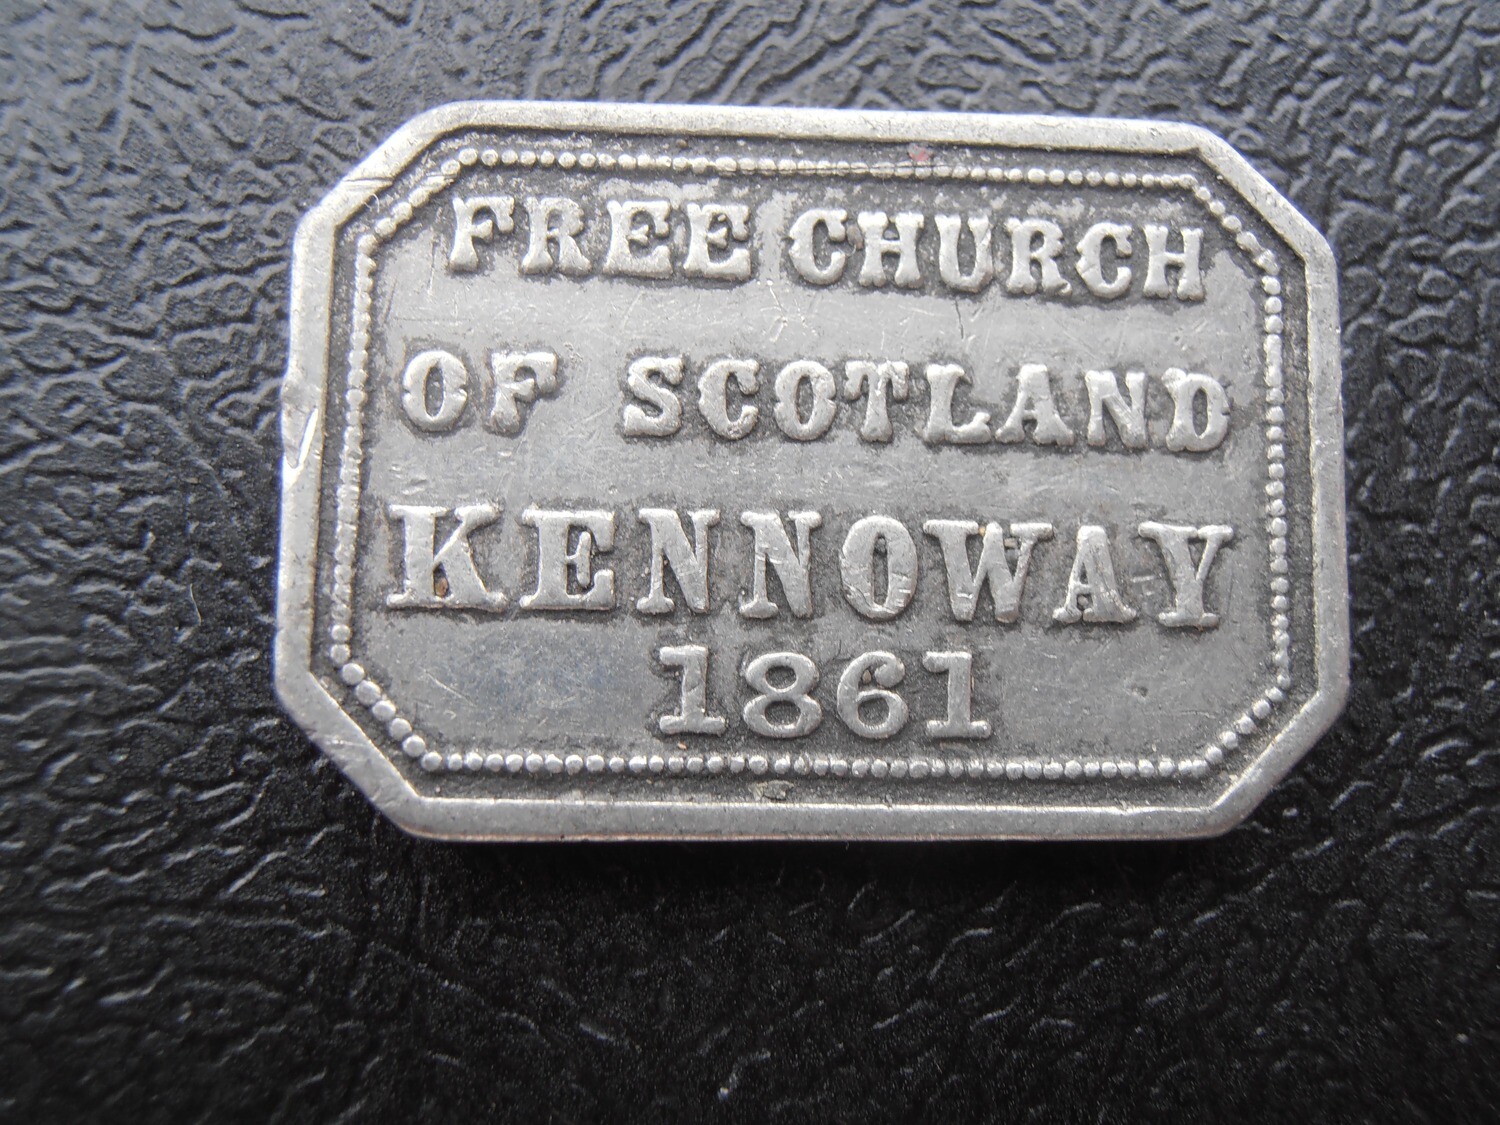 FREE CHURCH
OF SCOTLAND
KENNOWAY
1861